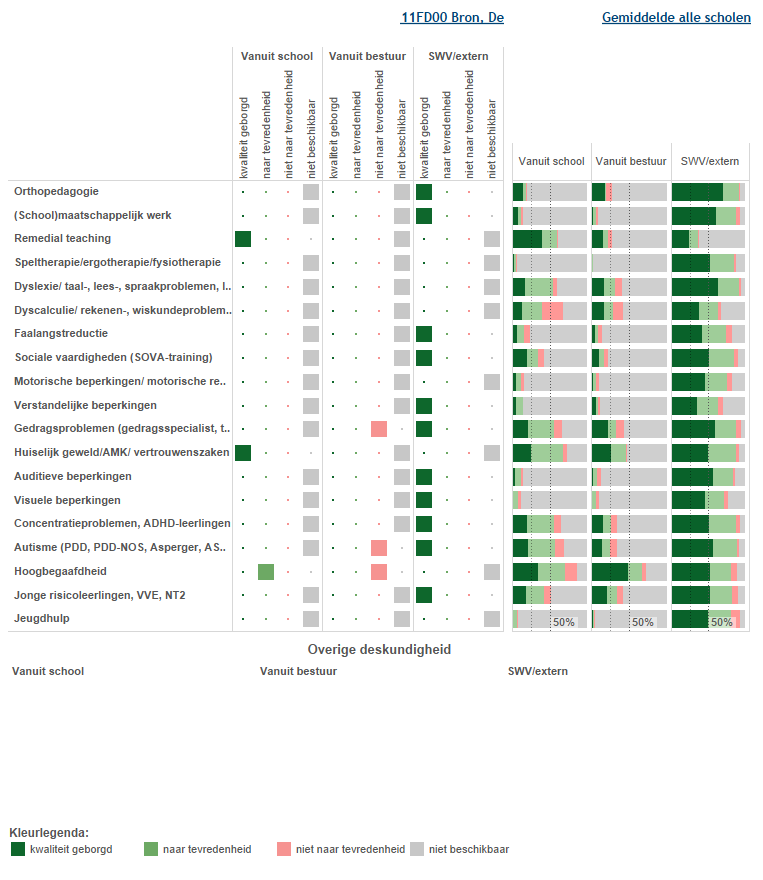 11FD00 Bron, De
Gemiddelde alle scholen
Vanuit school
Vanuit bestuur
SWV/extern
kwaliteit geborgd
naar tevredenheid
niet naar tevredenheid
niet beschikbaar
kwaliteit geborgd
naar tevredenheid
niet naar tevredenheid
niet beschikbaar
kwaliteit geborgd
naar tevredenheid
niet naar tevredenheid
niet beschikbaar
Vanuit school
Vanuit bestuur
SWV/extern
Orthopedagogie
(School)maatschappelijk werk
Remedial teaching
Speltherapie/ergotherapie/fysiotherapie
Dyslexie/ taal-, lees-, spraakproblemen, l..
Dyscalculie/ rekenen-, wiskundeproblem..
Faalangstreductie
Sociale vaardigheden (SOVA-training)
Motorische beperkingen/ motorische re..
Verstandelijke beperkingen
Gedragsproblemen (gedragsspecialist, t..
Huiselijk geweld/AMK/ vertrouwenszaken
Auditieve beperkingen
Visuele beperkingen
Concentratieproblemen, ADHD-leerlingen
Autisme (PDD, PDD-NOS, Asperger, AS..
Hoogbegaafdheid
Jonge risicoleerlingen, VVE, NT2
Jeugdhulp
50%
50%
50%
Overige deskundigheid
Vanuit school
Vanuit bestuur
SWV/extern
Kleurlegenda:
kwaliteit geborgd
naar tevredenheid
niet naar tevredenheid
niet beschikbaar